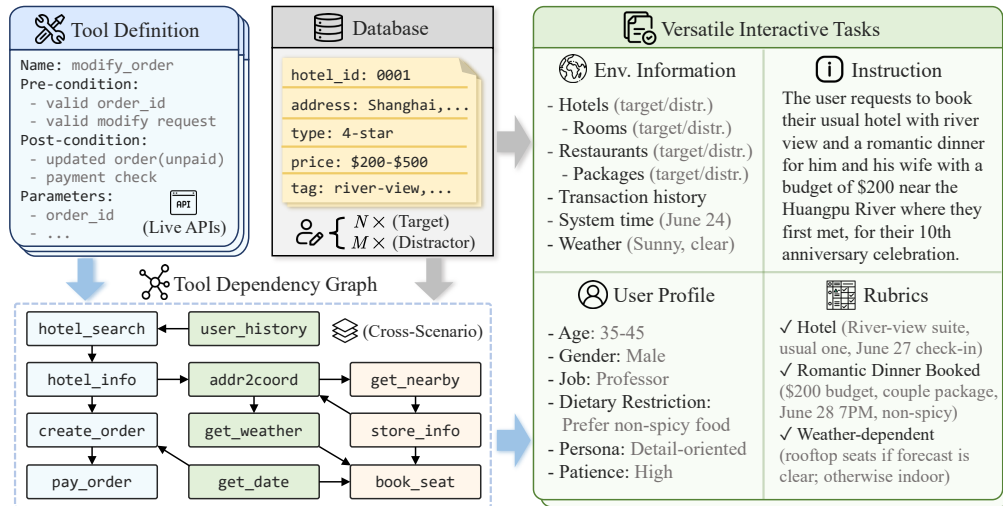 Tool Definition
Name: modify_order
Pre-condition:
- valid order_id
- valid modify request
Post-condition:
- updated order(unpaid)
- payment check
Parameters:
- order_id
- ...
API
(Live APIs)
Database
hotel_id: 0001
address: Shanghai,...
type: 4-star
price: $200-$500
tag: river-view,...
N × (Target)
M × (Distractor)
Tool Dependency Graph
(Cross-Scenario)
hotel_search
user_history
hotel_info
addr2coord
get_nearby
create_order
get_weather
store_info
pay_order
get_date
book_seat
Versatile Interactive Tasks
Env. Information
- Hotels (target/distr.)
- Rooms (target/distr.)
- Restaurants (target/distr.)
- Packages (target/distr.)
- Transaction history
- System time (June 24)
- Weather (Sunny, clear)
Instruction
The user requests to book
their usual hotel with river
view and a romantic dinner
for him and his wife with a
budget of $200 near the
Huangpu River where they
first met, for their 10th
anniversary celebration.
User Profile
- Age: 35-45
- Gender: Male
- Job: Professor
- Dietary Restriction:
Prefer non-spicy food
- Persona: Detail-oriented
- Patience: High
Rubrics
✓ Hotel (River-view suite,
usual one, June 27 check-in)
✓ Romantic Dinner Booked
($200 budget, couple package,
June 28 7PM, non-spicy)
✓ Weather-dependent
(rooftop seats if forecast is
clear; otherwise indoor)